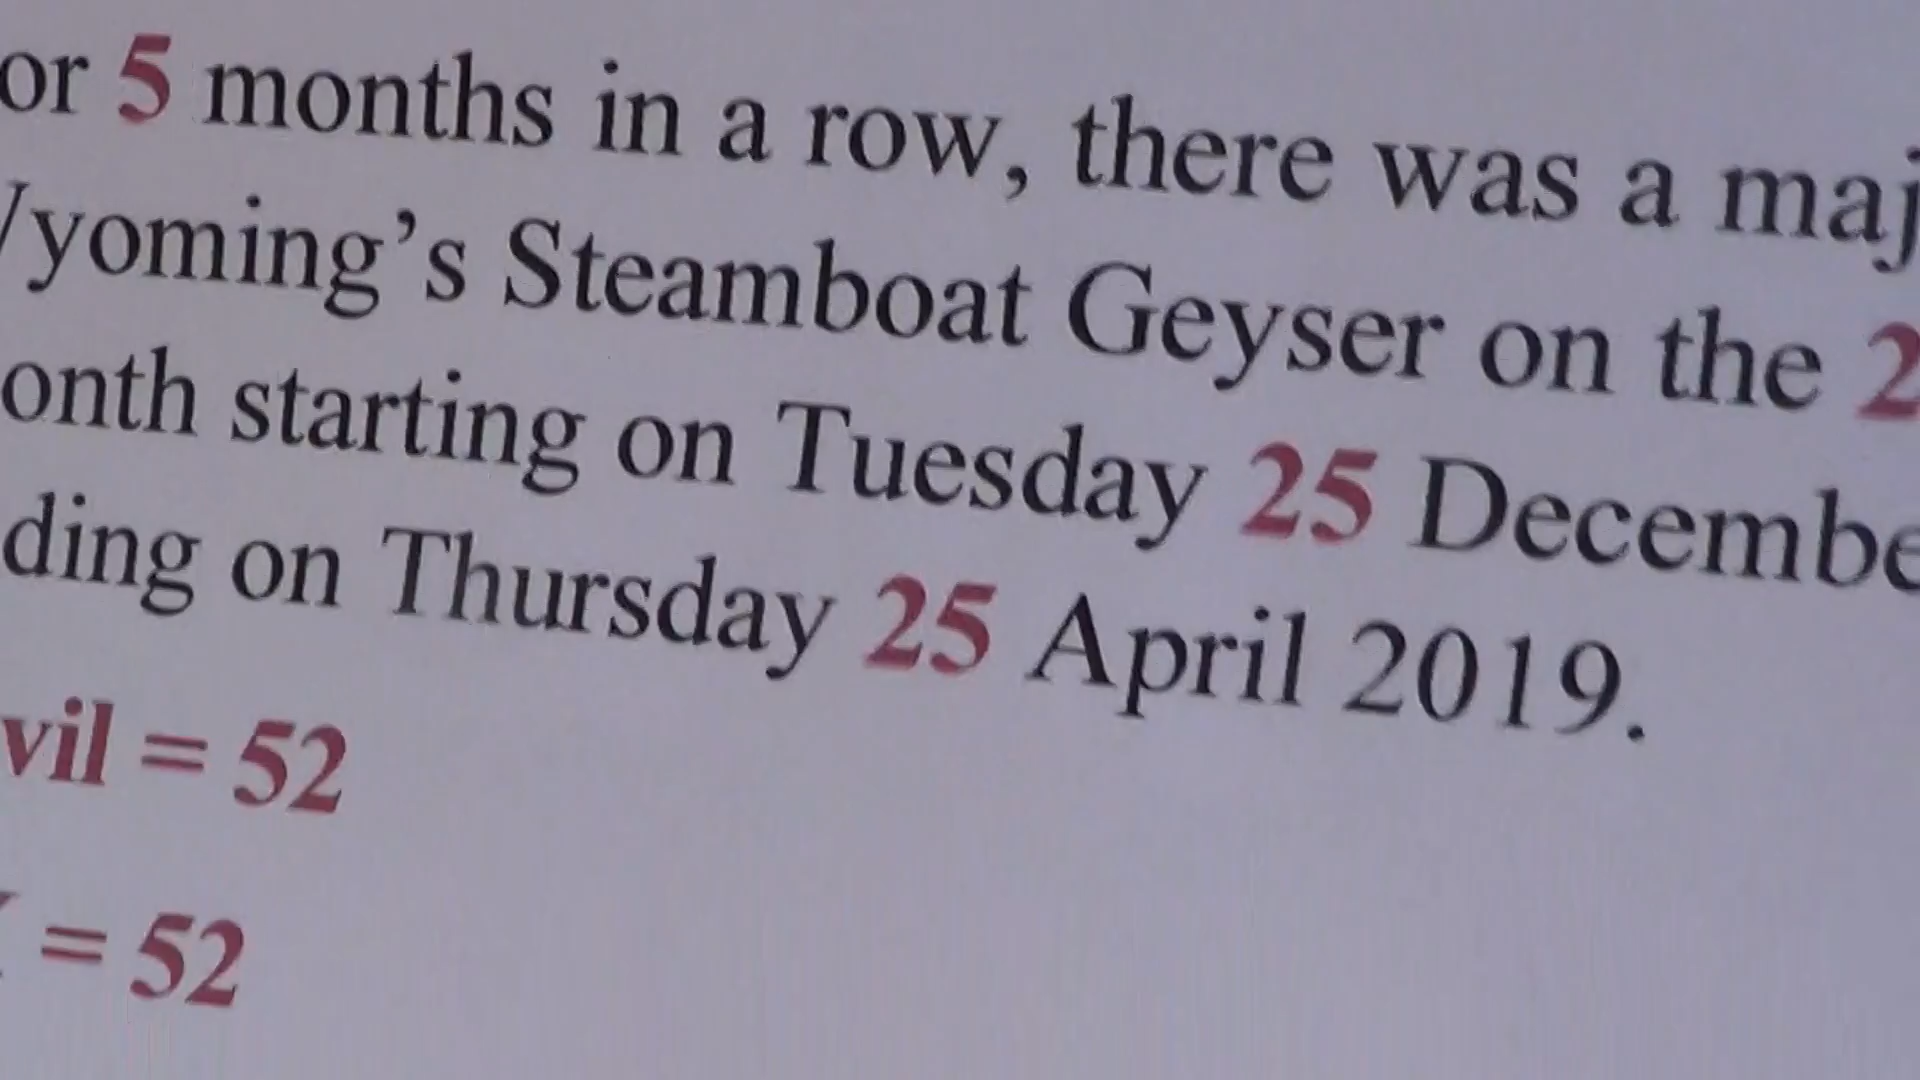 or 5 months in a row, there was a maj
yoming’s Steamboat Geyser on the 2
onth starting on Tuesday 25 Decembe
ding on Thursday 25 April 2019.
vil = 52
= 52